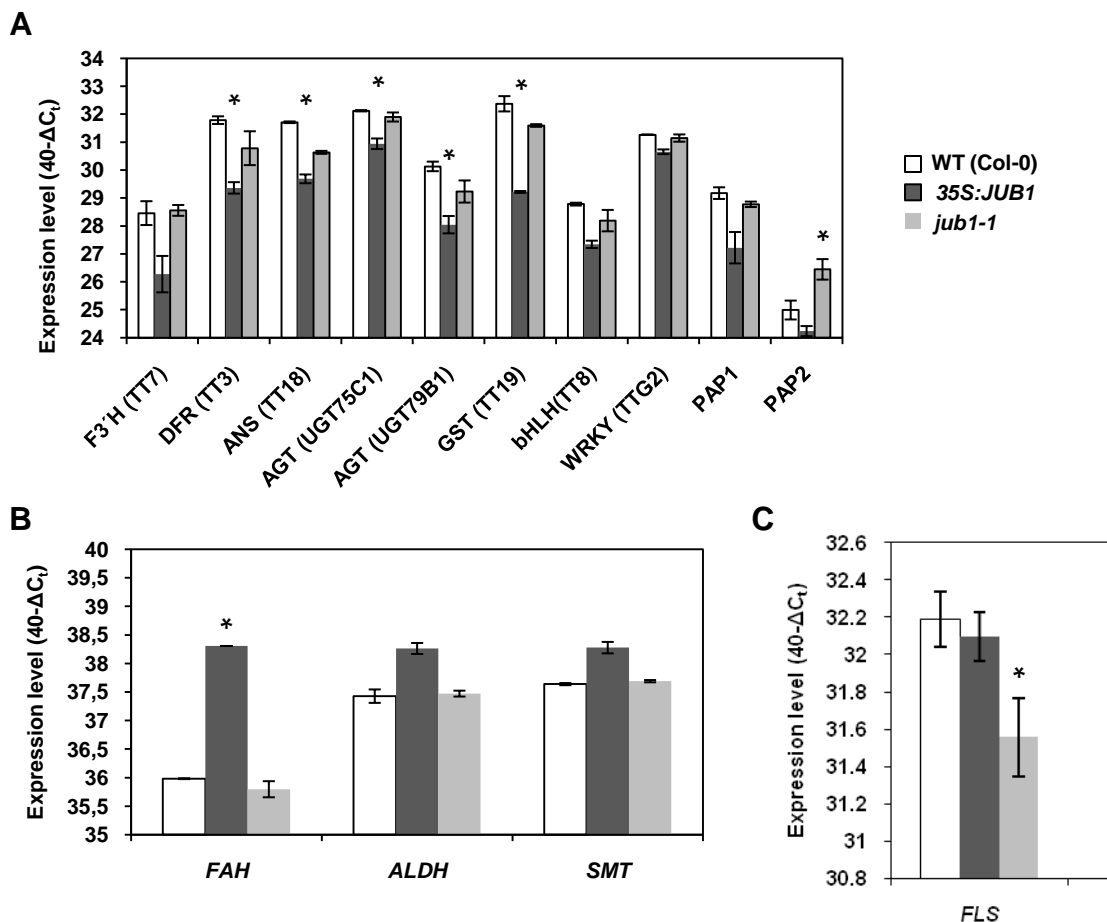 A
Expression level (40-ΔCt)
34
33
32
31
30
29
28
27
26
25
24
*
*
*
*
*
*
F3´H (TT7)
DFR (TT3)
ANS (TT18)
AGT (UGT75C1)
AGT (UGT79B1)
GST (TT19)
bHLH(TT8)
WRKY (TTG2)
PAP1
PAP2
WT (Col-0)
35S:JUB1
jub1-1
B
Expression level (40-ΔCt)
40
39,5
39
38,5
38
37,5
37
36,5
36
35,5
35
*
FAH
ALDH
SMT
C
Expression level (40-ΔCt)
32.6
32.4
32.2
32
31.8
31.6
31.4
31.2
31
30.8
*
FLS